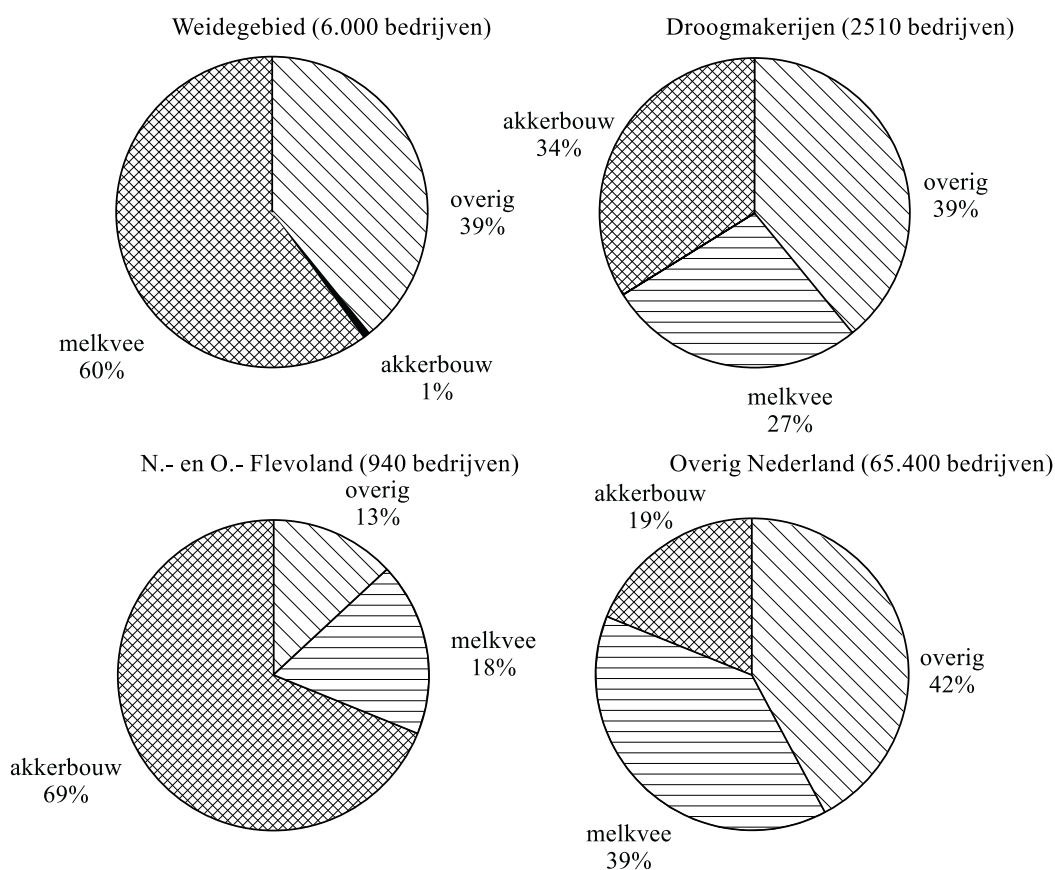 Weidegebied (6.000 bedrijven)
overig
39%
akkerbouw
1%
melkvee
60%
Droogmakerijen (2510 bedrijven)
akkerbouw
34%
overig
39%
melkvee
27%
N.- en O.- Flevoland (940 bedrijven)
overig
13%
melkvee
18%
akkerbouw
69%
Overig Nederland (65.400 bedrijven)
akkerbouw
19%
overig
42%
melkvee
39%